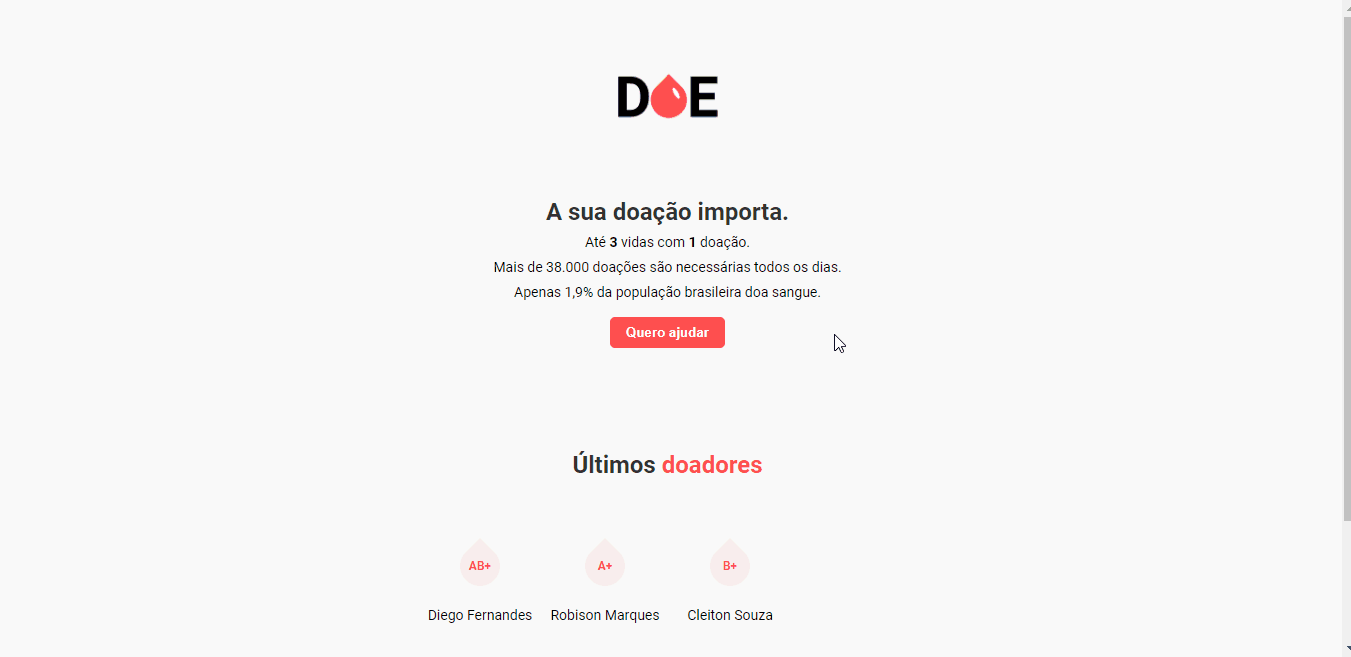 DOE
A sua doação importa.
Até 3 vidas com 1 doação.
Mais de 38.000 doações são necessárias todos os dias.
Apenas 1,9% da população brasileira doa sangue.
Quero ajudar
Últimos doadores
AB+ A+ B+
Diego Fernandes Robison Marques Cleiton Souza